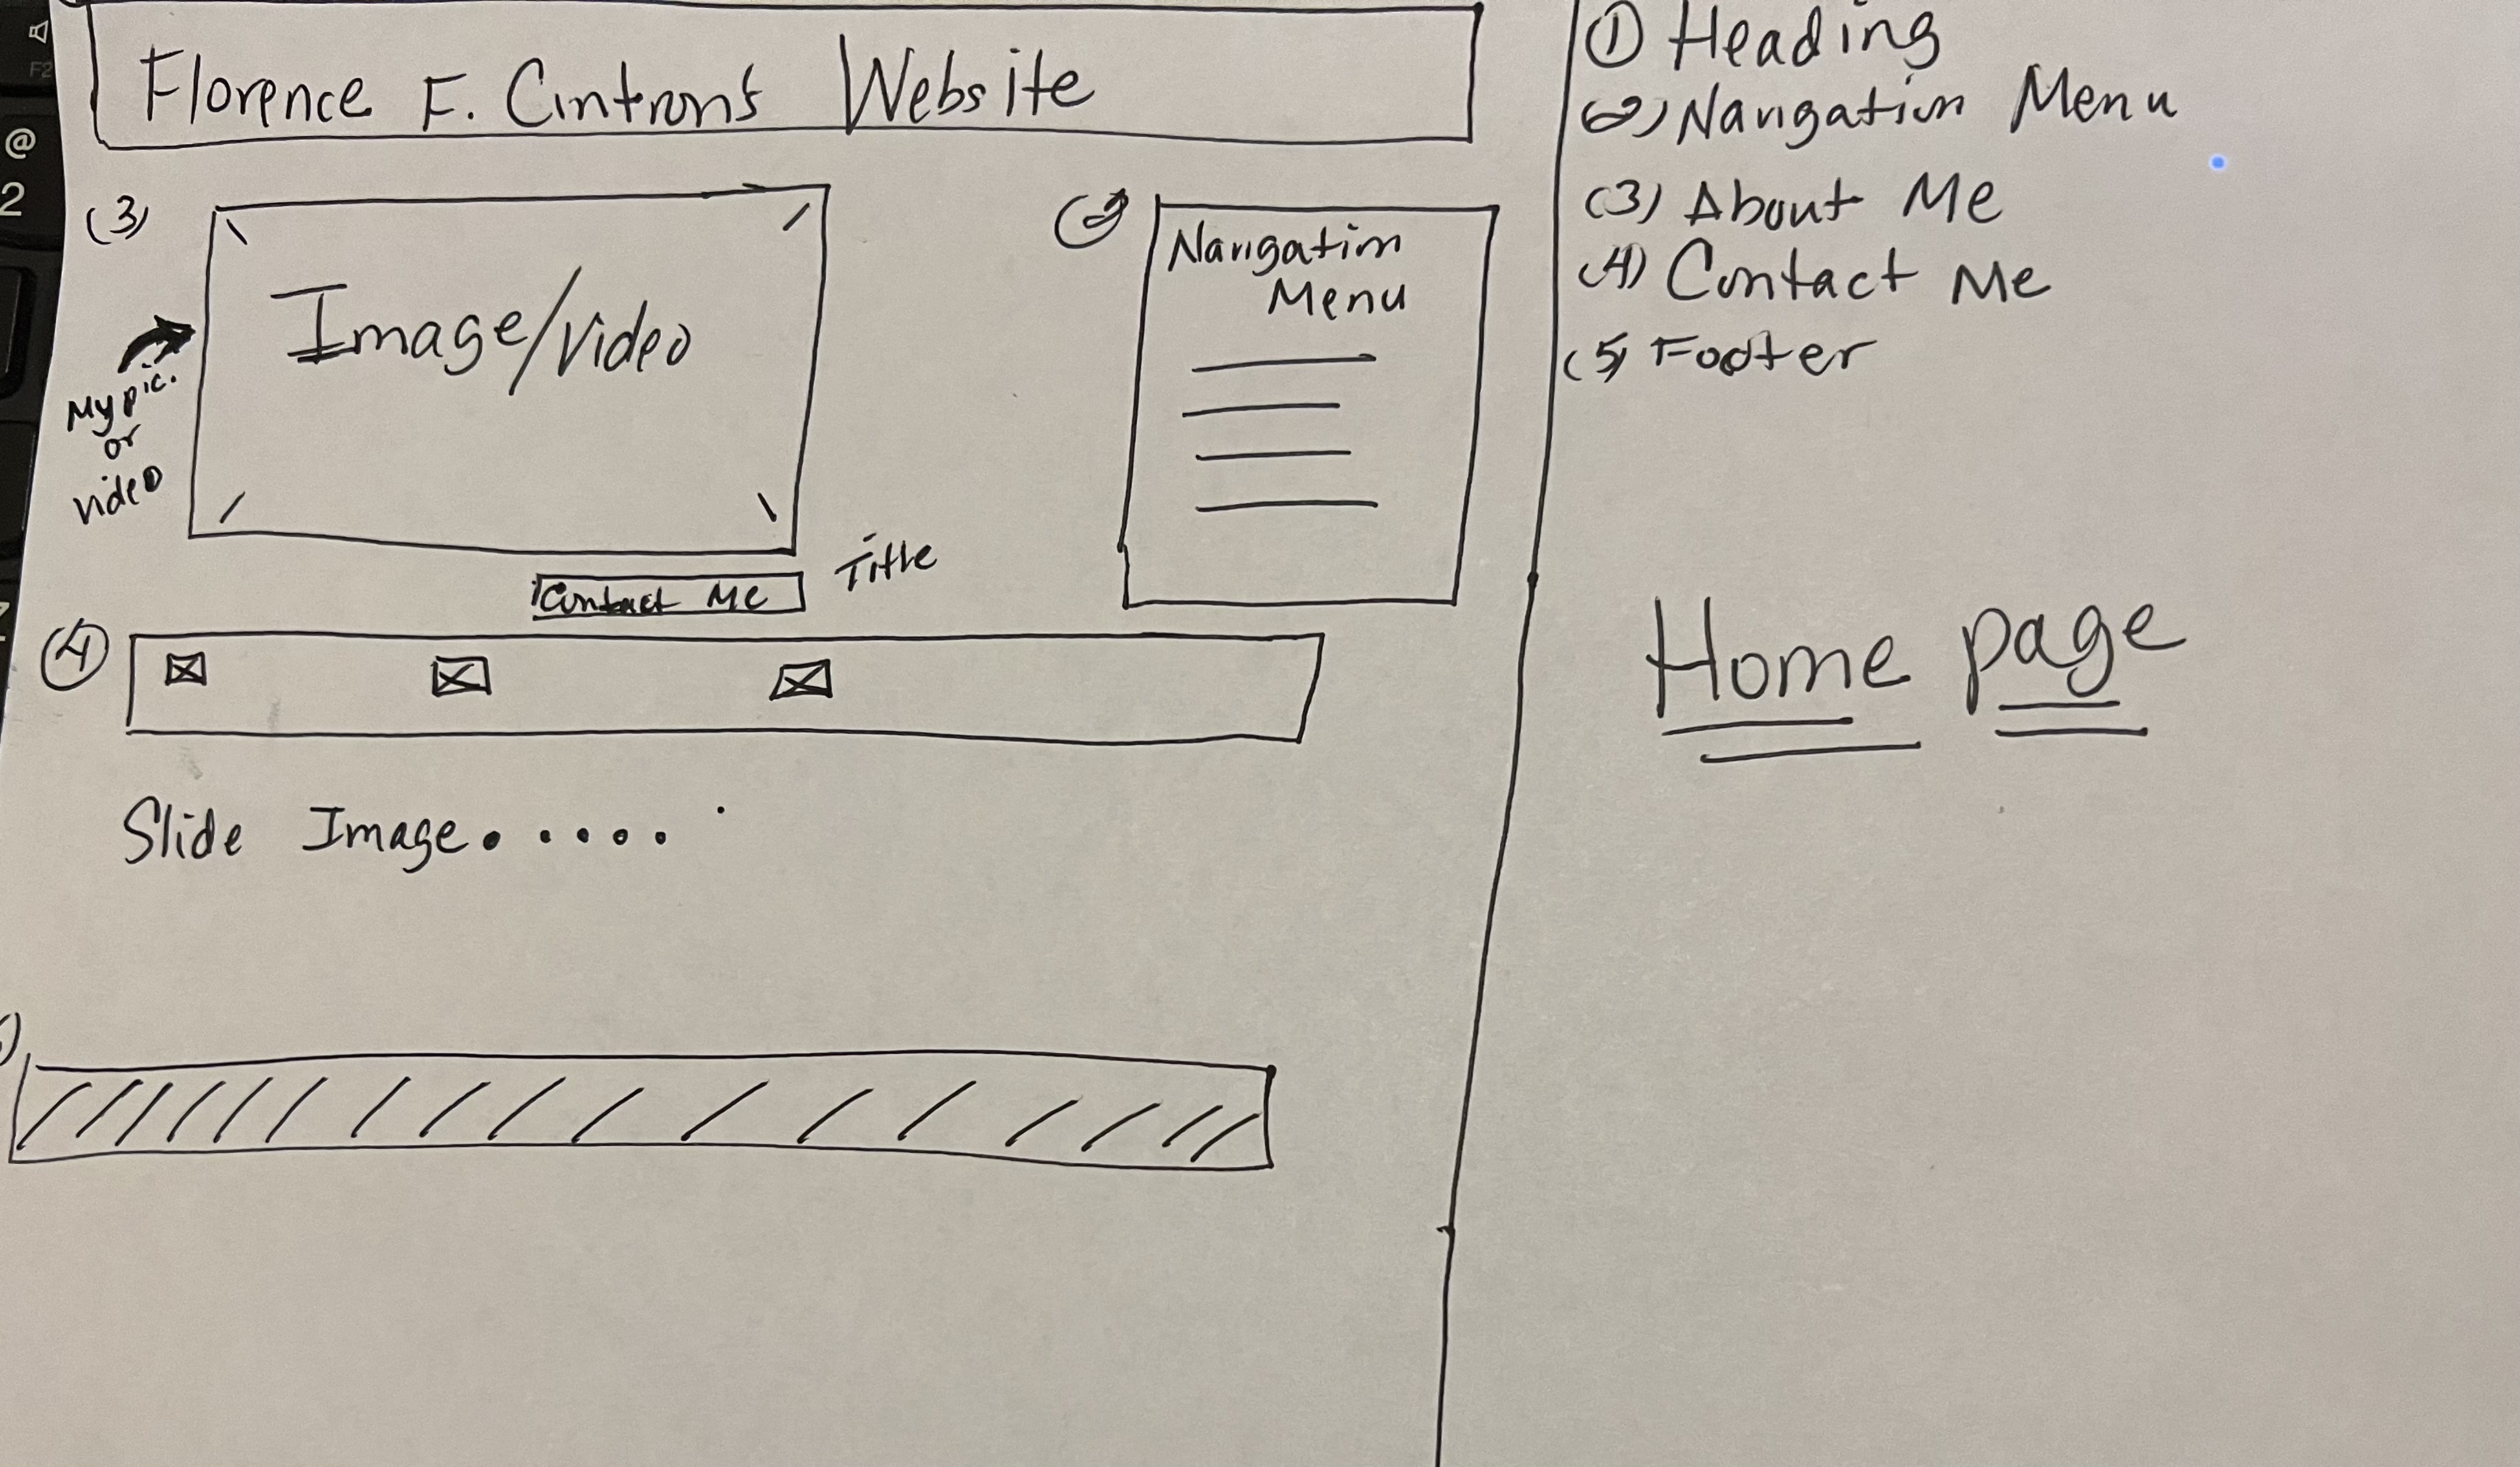 Florence F. Cintron's Website
(3)
Image/Video
My pic.
or
video
(2)
Navigation
Menu
Contact Me
Title
(4)
Slide Image......
① Heading
(2) Navigation Menu
(3) About Me
(4) Contact Me
(5) Footer
Home page
F2
@
2